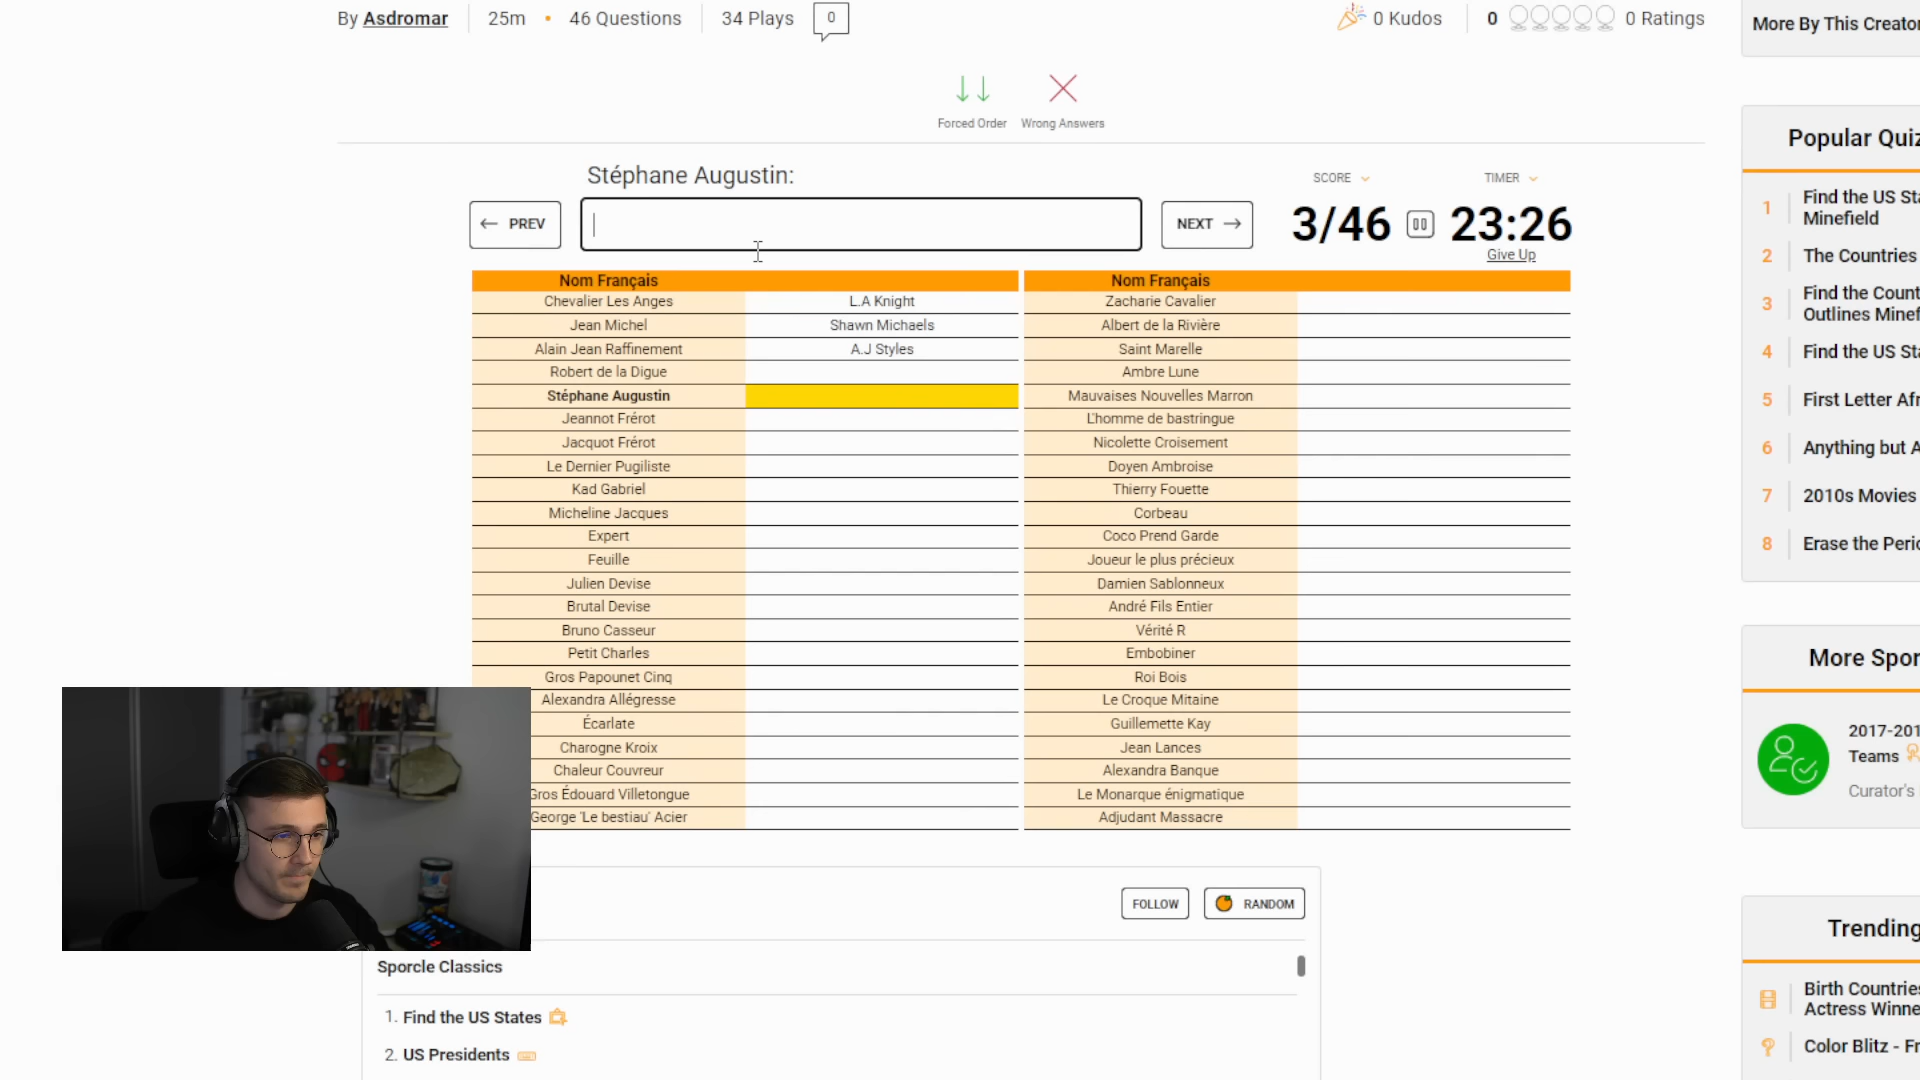 By Asdromar
25m • 46 Questions
34 Plays
0
0 Kudos
0
0 Ratings
More By This Creator
Forced Order
Wrong Answers
Stéphane Augustin:
← PREV
NEXT →
SCORE
3/46
TIMER
23:26
Give Up
Nom Français
Nom Français
Chevalier Les Anges L.A Knight
Zacharie Cavalier
Jean Michel Shawn Michaels
Albert de la Rivière
Alain Jean Raffinement A.J Styles
Saint Marelle
Robert de la Digue
Ambre Lune
Stéphane Augustin
Mauvaises Nouvelles Marron
Jeannot Frérot
L'homme de bastringue
Jacquot Frérot
Nicolette Croisement
Le Dernier Pugiliste
Doyen Ambroise
Kad Gabriel
Thierry Fouette
Micheline Jacques
Corbeau
Expert
Coco Prend Garde
Feuille
Joueur le plus précieux
Julien Devise
Damien Sablonneux
Brutal Devise
André Fils Entier
Bruno Casseur
Vérité R
Petit Charles
Embobiner
Gros Papounet Cinq
Roi Bois
Alexandra Allégresse
Le Croque Mitaine
Écarlate
Guillemette Kay
Charogne Kroix
Jean Lances
Chaleur Couvreur
Alexandra Banque
Gros Édouard Villetongue
Le Monarque énigmatique
George 'Le bestiau' Acier
Adjudant Massacre
FOLLOW
RANDOM
Sporcle Classics
1. Find the US States
2. US Presidents
Popular Quiz
1 Find the US Sta
Minefield
2 The Countries
3 Find the Count
Outlines Minef
4 Find the US Sta
5 First Letter Afr
6 Anything but A
7 2010s Movies
8 Erase the Perio
More Spor
2017-201
Teams
Curator's
Trending
Birth Countries
Actress Winne
Color Blitz - Fr